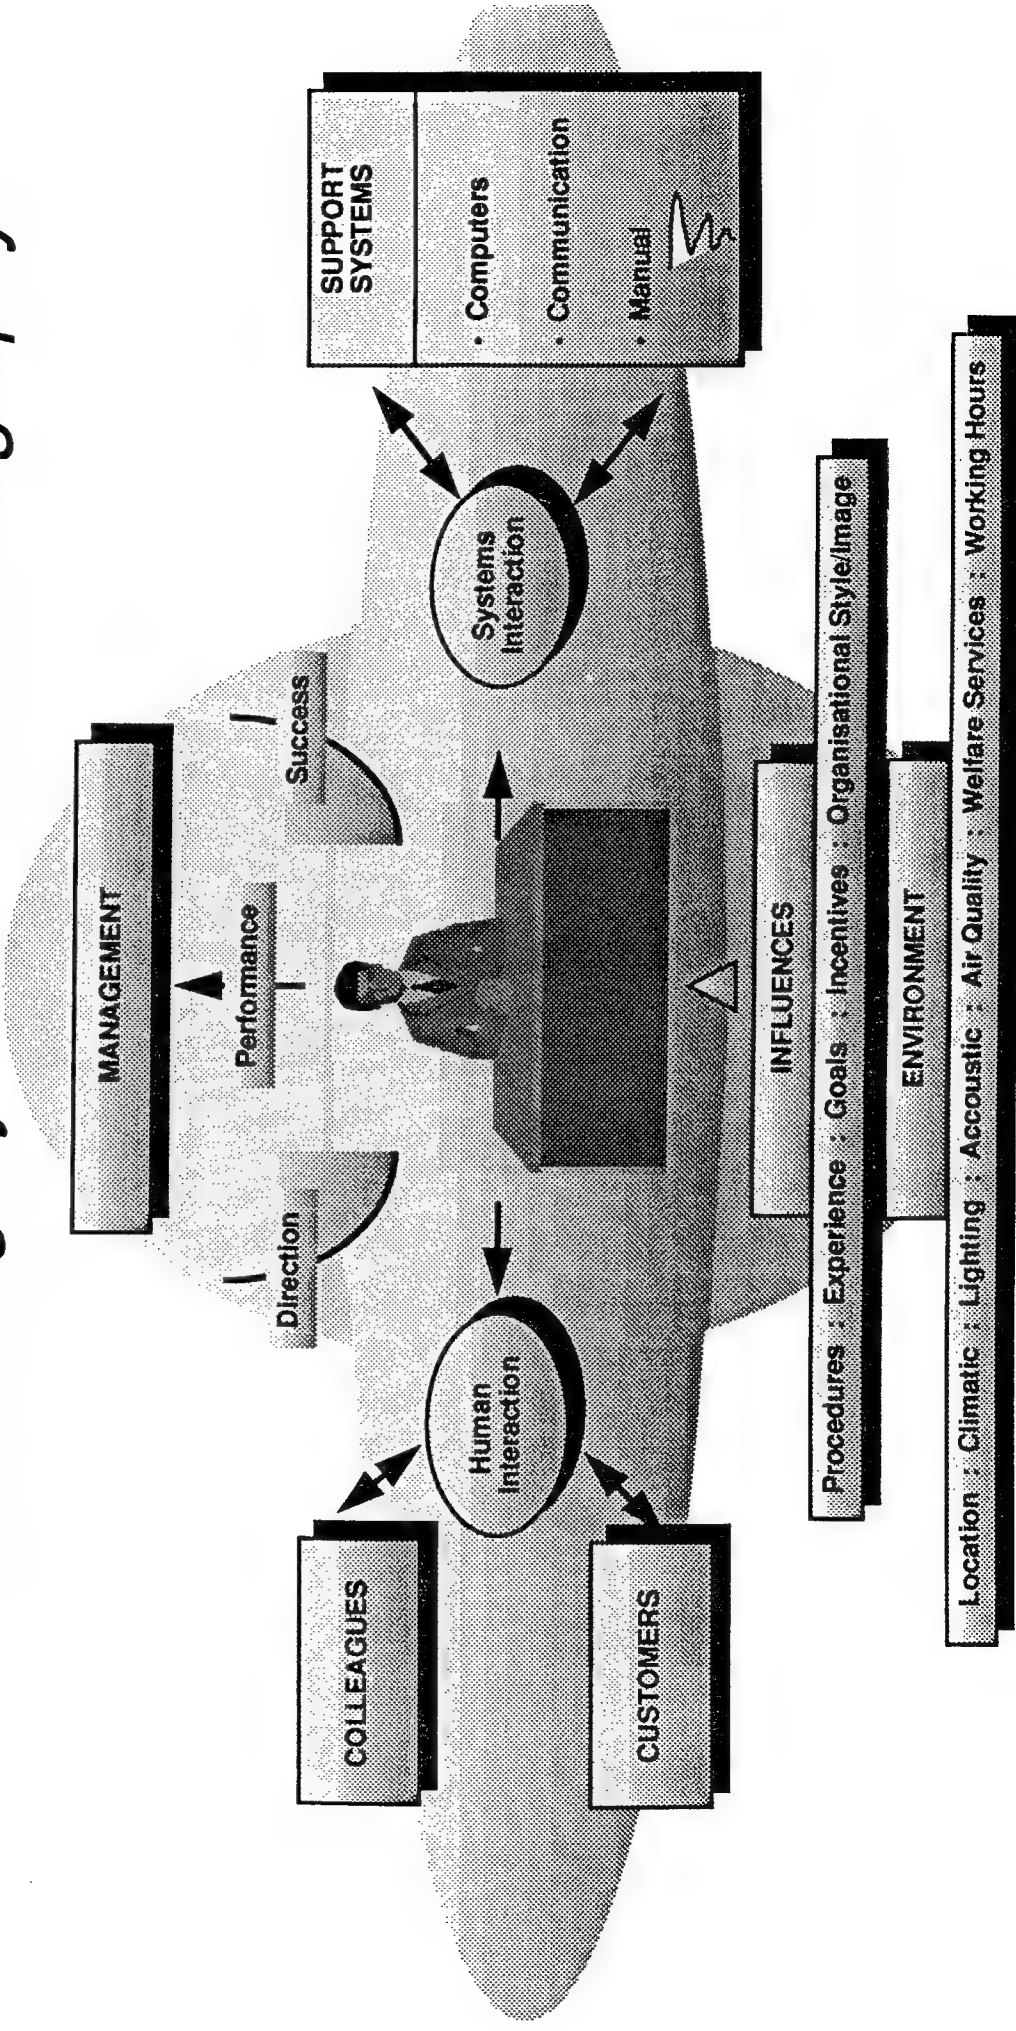 MANAGEMENT
Direction
Performance
Success
COLLEAGUES
CUSTOMERS
Human
Interaction
Systems
Interaction
SUPPORT
SYSTEMS
• Computers
• Communication
• Manual
INFLUENCES
Procedures : Experience : Goals : Incentives : Organisational Style/Image
ENVIRONMENT
Location : Climatic : Lighting : Accoustic : Air Quality : Welfare Services : Working Hours